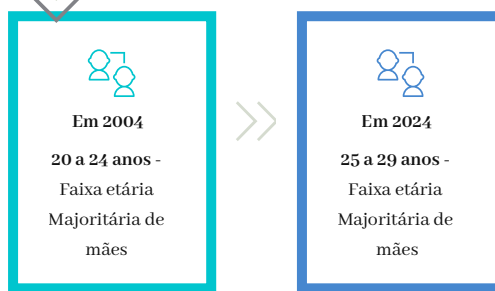 Em 2004
20 a 24 anos -
Faixa etária
Majoritária de
mães
Em 2024
25 a 29 anos -
Faixa etária
Majoritária de
mães